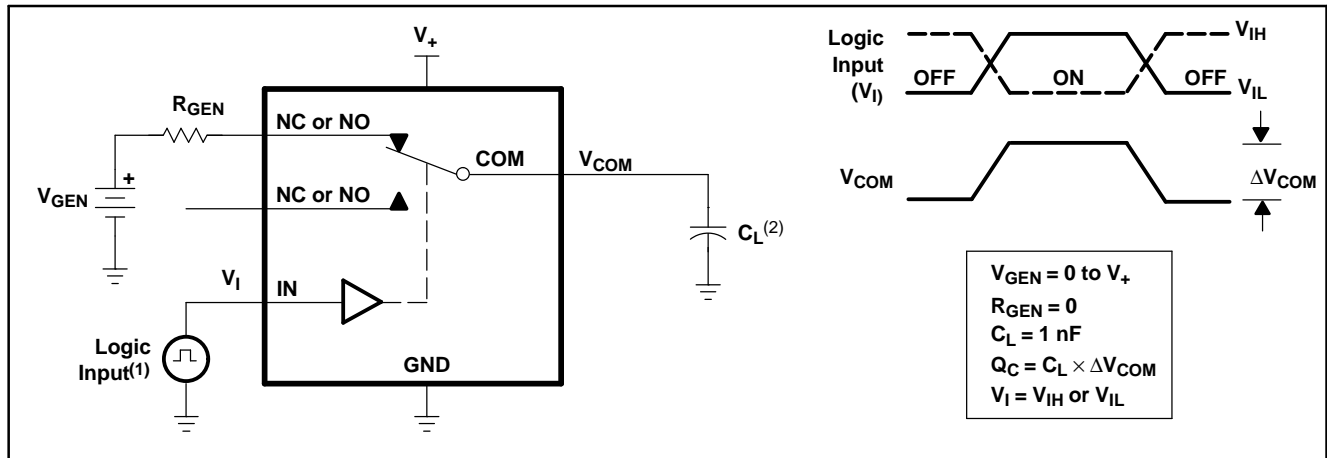 V+
RGEN
NC or NO
COM
VCOM
VGEN
+
NC or NO
CL(2)
VI
IN
Logic
Input(1)
GND
Logic
Input
(VI)
VIH
OFF
ON
OFF
VIL
VCOM
ΔVCOM
VGEN = 0 to V+
RGEN = 0
CL = 1 nF
QC = CL × ΔVCOM
VI = VIH or VIL